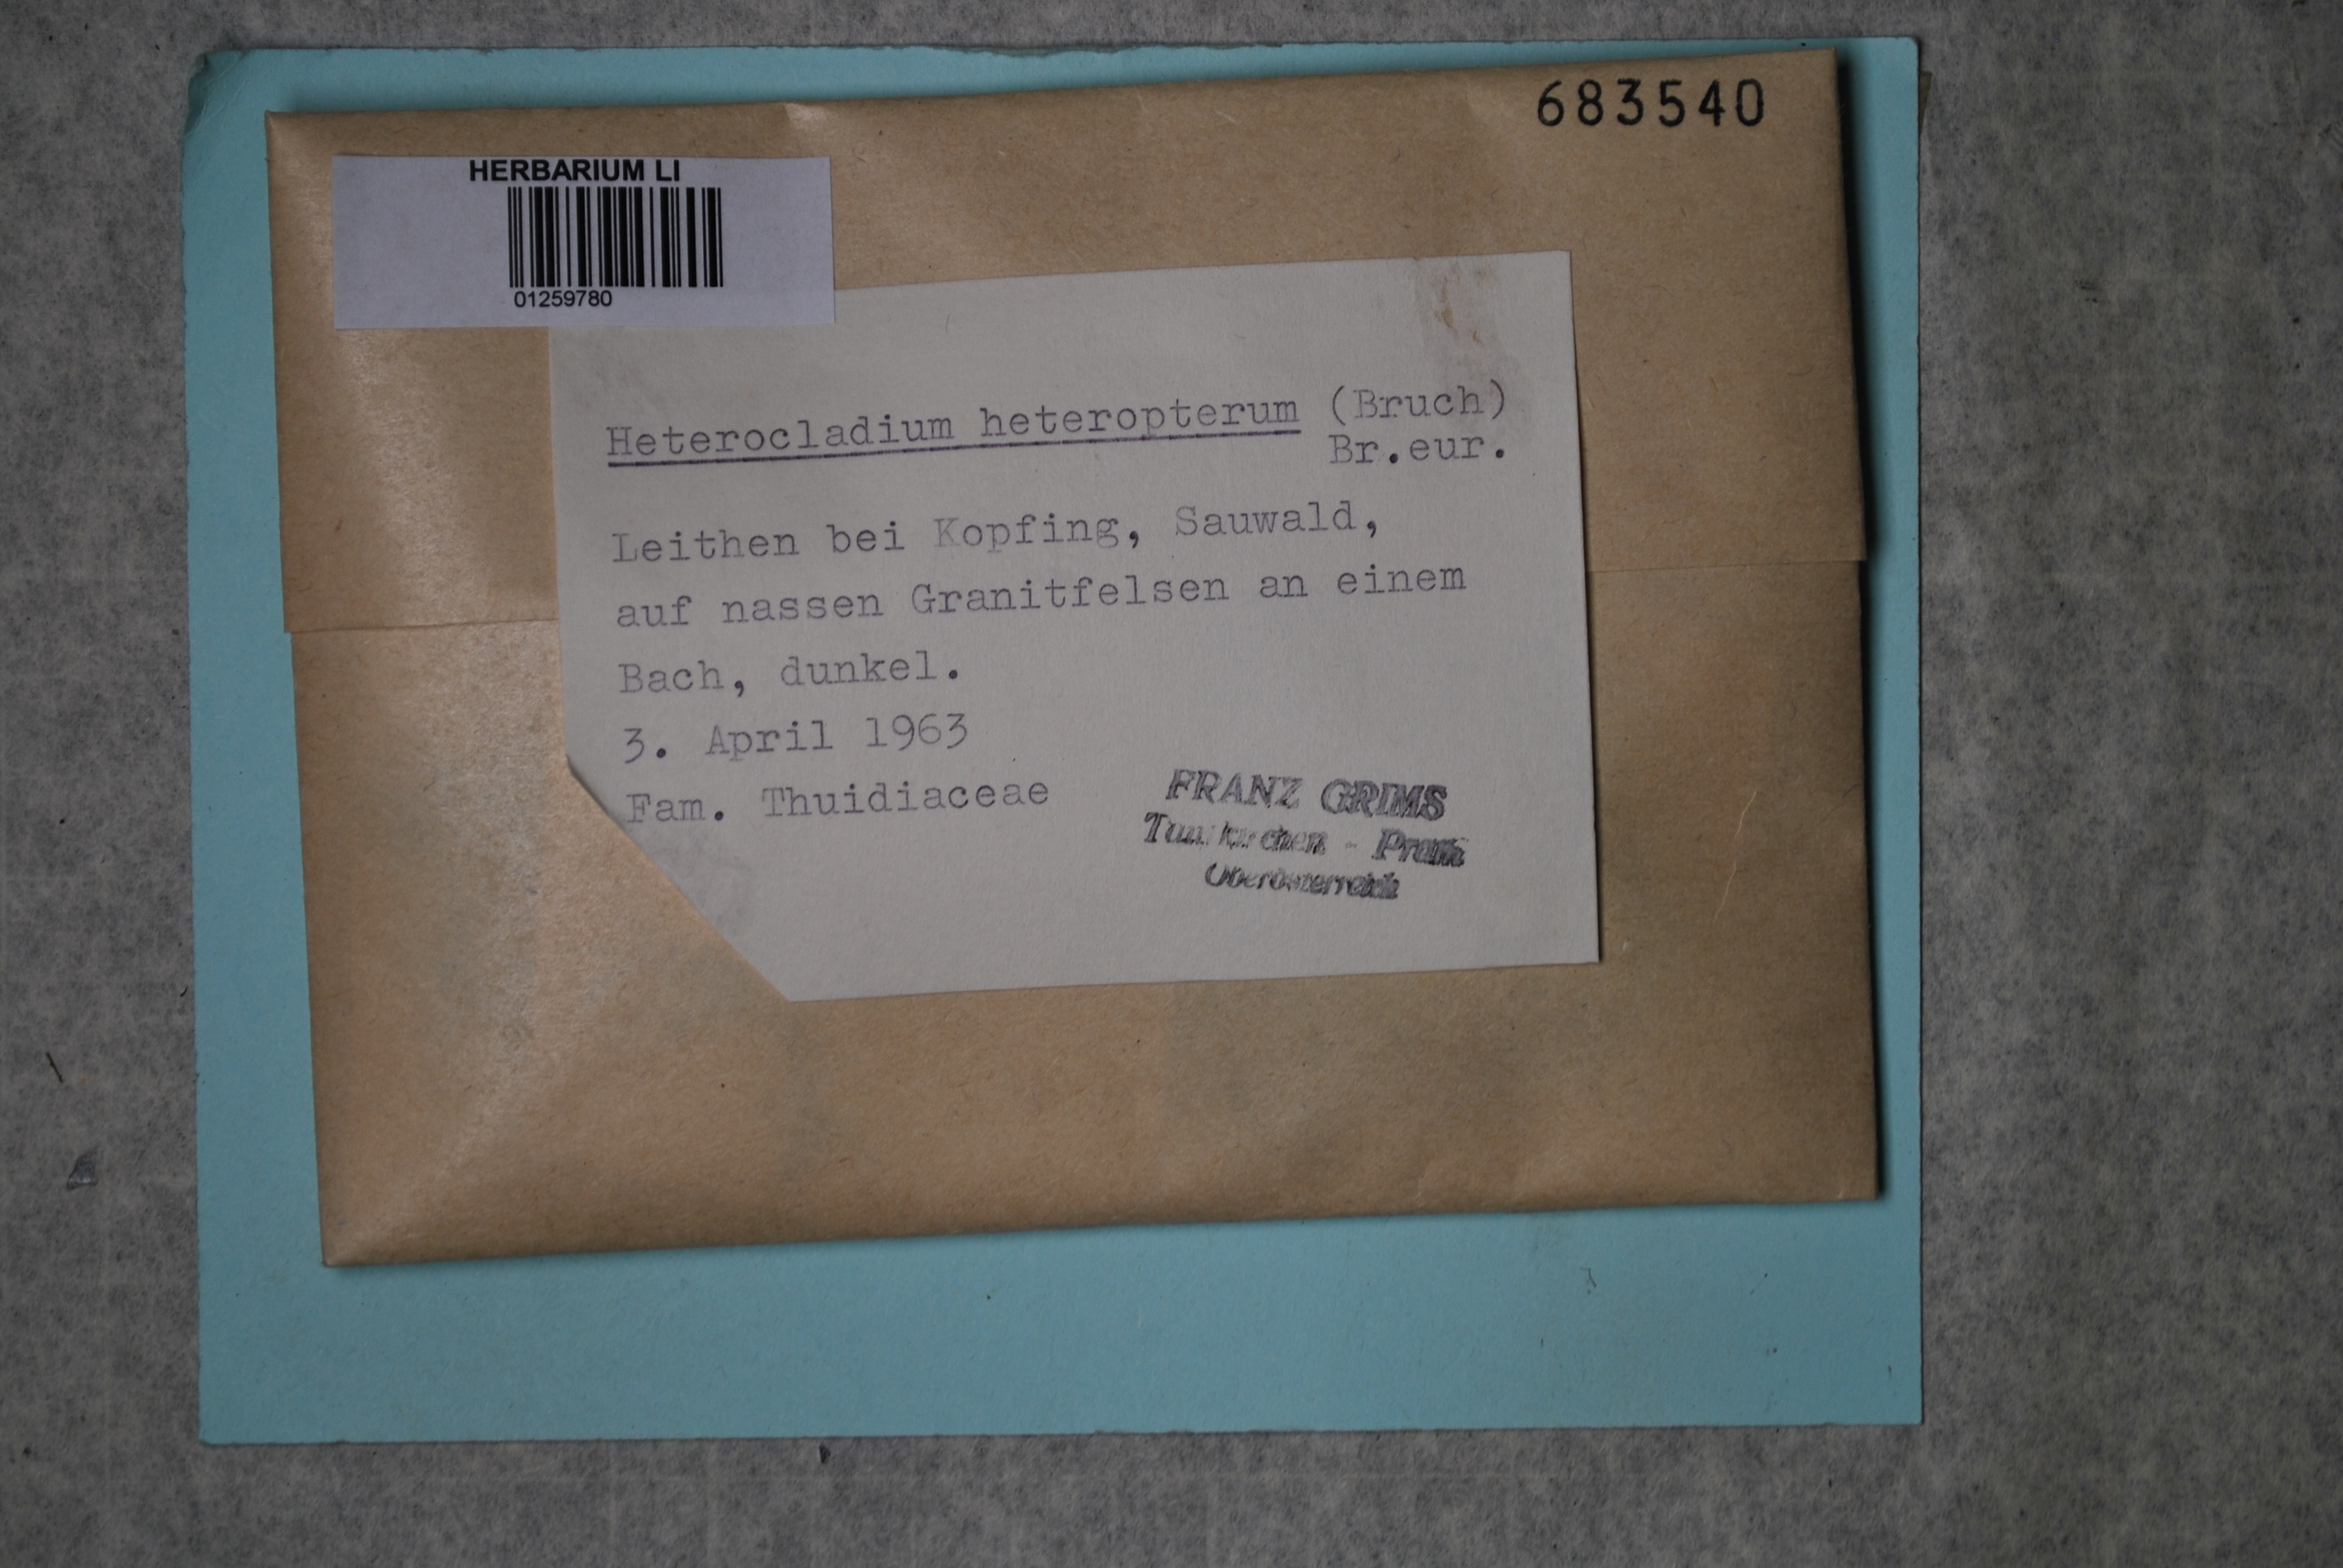 683540
HERBARIUM LI
01259780
Heterocladium heteropterum (Bruch)
Br.eur.
Leithen bei Kopfing, Sauwald,
auf nassen Granitfelsen an einem
Bach, dunkel.
3. April 1963
Fam. Thuidiaceae
FRANZ GRIMS
- Pram
Oberösterreich